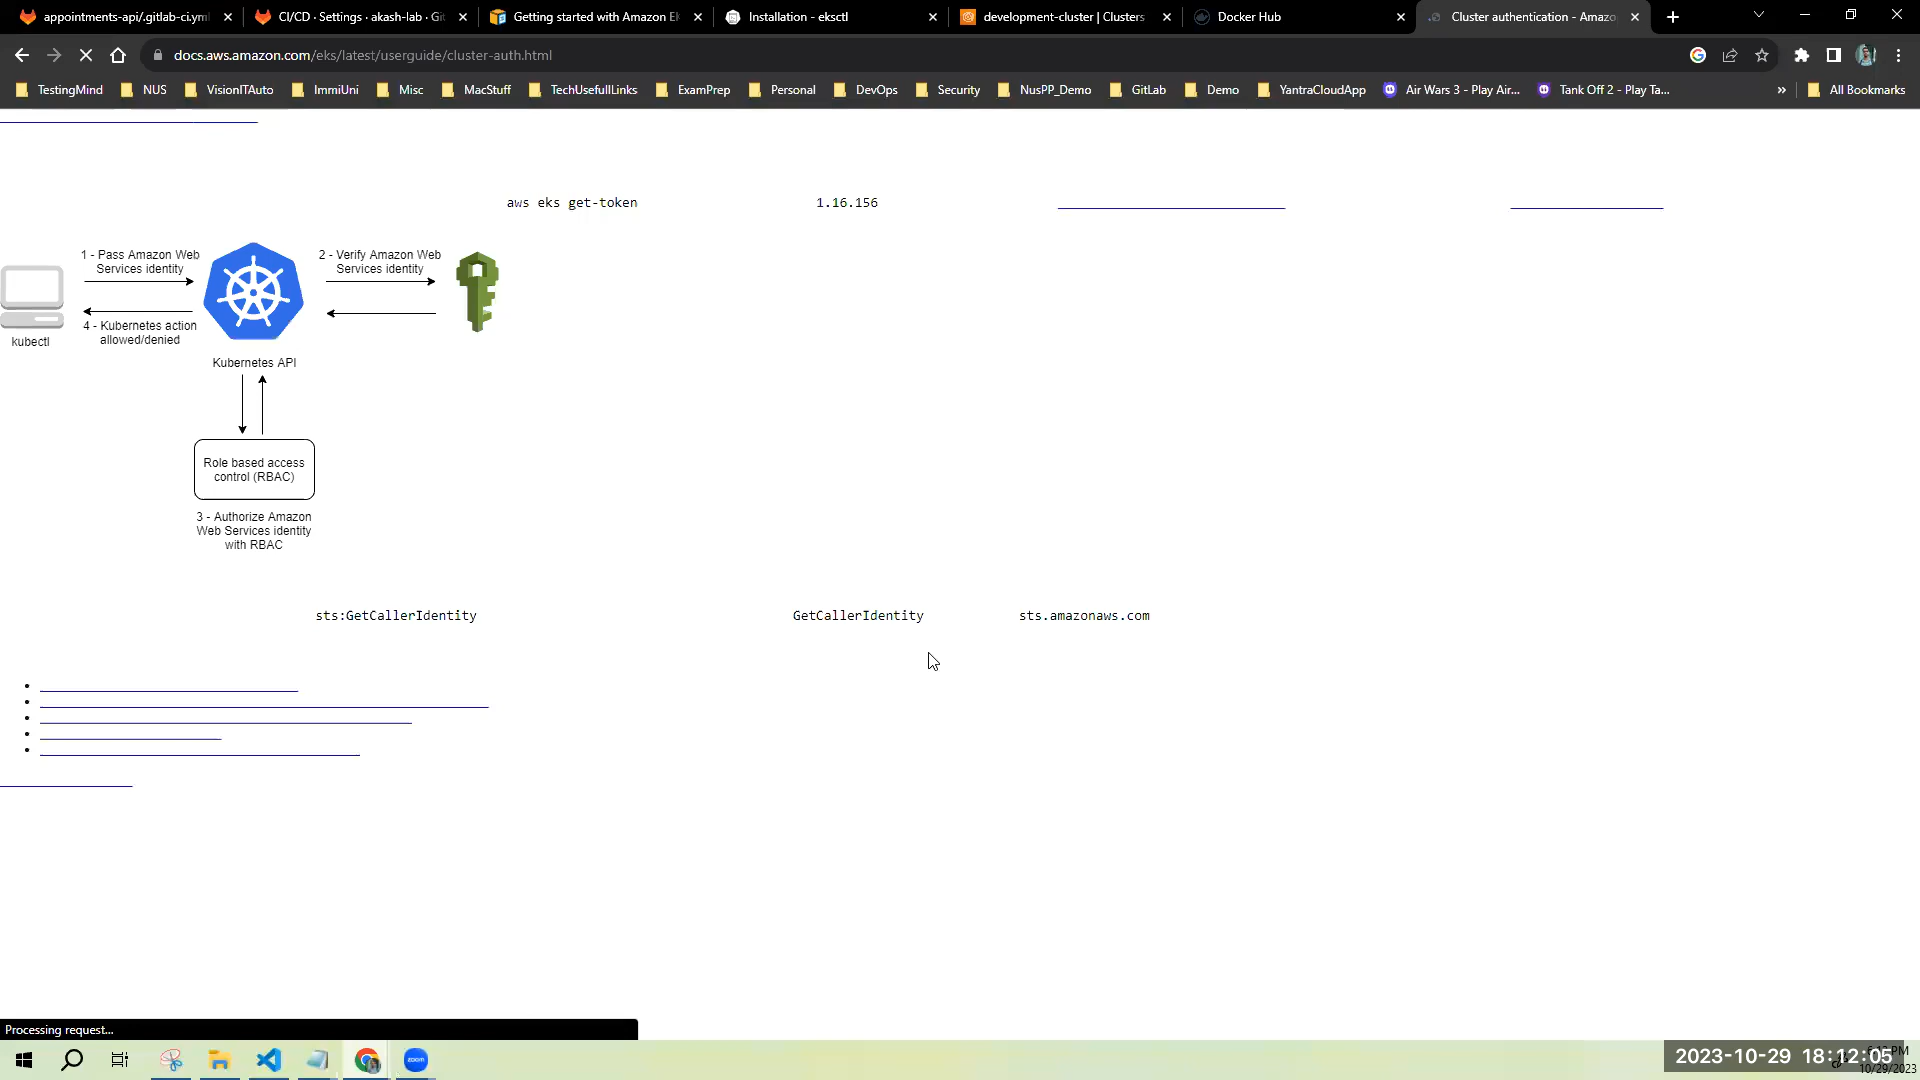 appointments-api/.gitlab-ci.yml
CI/CD · Settings · akash-lab · Git
Getting started with Amazon EK
Installation - eksctl
development-cluster | Clusters
Docker Hub
Cluster authentication - Amazo
docs.aws.amazon.com/eks/latest/userguide/cluster-auth.html
TestingMind
NUS
VisionITAuto
ImmiUni
Misc
MacStuff
TechUsefullLinks
ExamPrep
Personal
DevOps
Security
NusPP_Demo
GitLab
Demo
YantraCloudApp
Air Wars 3 - Play Air...
Tank Off 2 - Play Ta...
»
All Bookmarks
aws eks get-token
1.16.156
1 - Pass Amazon Web
Services identity
2 - Verify Amazon Web
Services identity
4 - Kubernetes action
allowed/denied
kubectl
Kubernetes API
Role based access
control (RBAC)
3 - Authorize Amazon
Web Services identity
with RBAC
sts:GetCallerIdentity
GetCallerIdentity
sts.amazonaws.com
Processing request...
zoom
2023-10-29 18:12:05
10/29/2023